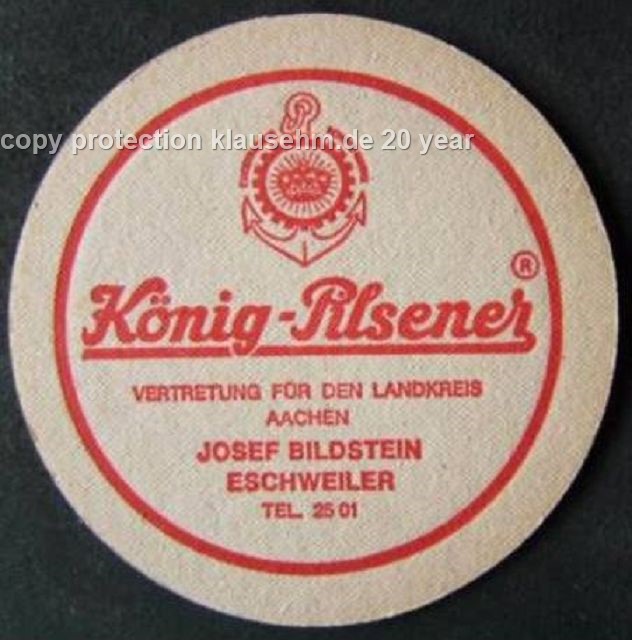 copy protection klausehm.de 20 year
®
König-Pilsener
VERTRETUNG FÜR DEN LANDKREIS
AACHEN
JOSEF BILDSTEIN
ESCHWEILER
TEL. 25 01